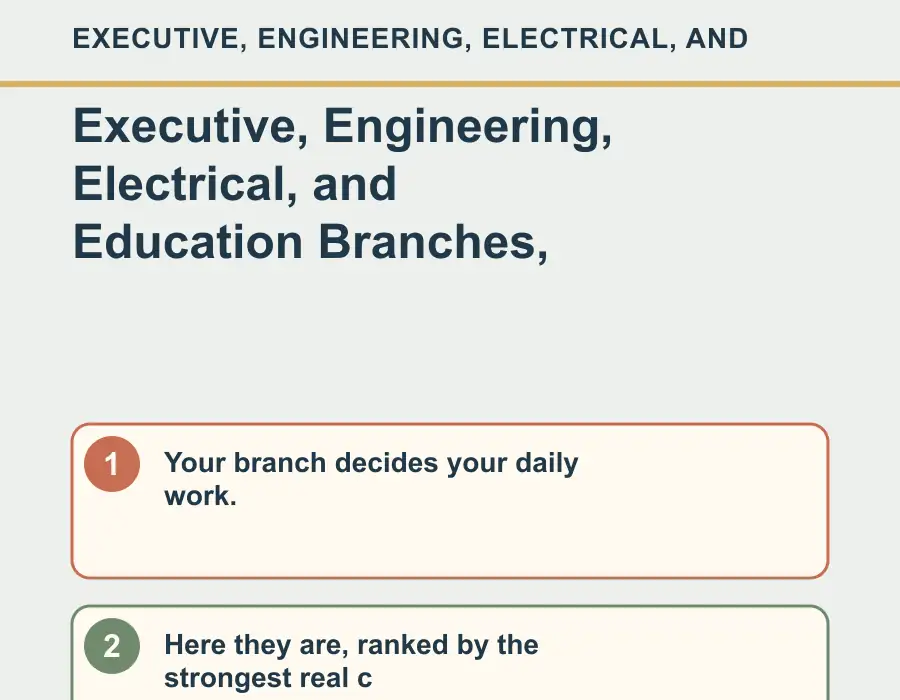 EXECUTIVE, ENGINEERING, ELECTRICAL, AND
Executive, Engineering,
Electrical, and
Education Branches,
1
Your branch decides your daily
work.
2
Here they are, ranked by the
strongest real c